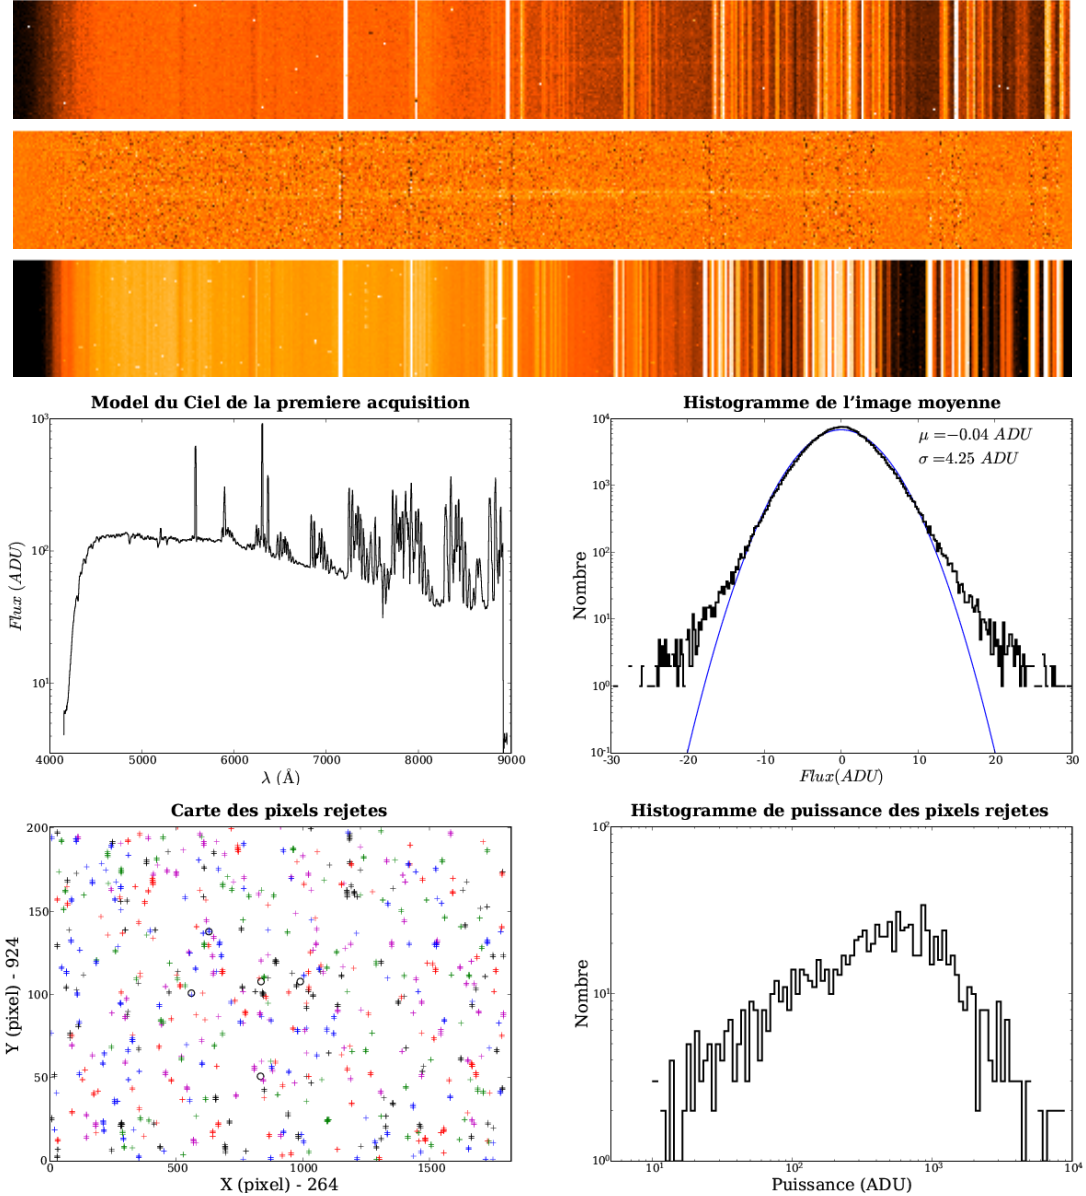 Model du Ciel de la premiere acquisition
10³
10²
10¹
Flux (ADU)
4000 5000 6000 7000 8000 9000
λ (Å)
Histogramme de l'image moyenne
μ =−0.04 ADU
σ =4.25 ADU
10⁴
10³
10²
10¹
10⁰
10⁻¹
Nombre
-30 -20 -10 0 10 20 30
Flux(ADU)
Carte des pixels rejetes
200
150
100
50
0
Y (pixel) - 924
0 500 1000 1500
X (pixel) - 264
Histogramme de puissance des pixels rejetes
10²
10¹
10⁰
Nombre
10¹ 10² 10³ 10⁴
Puissance (ADU)